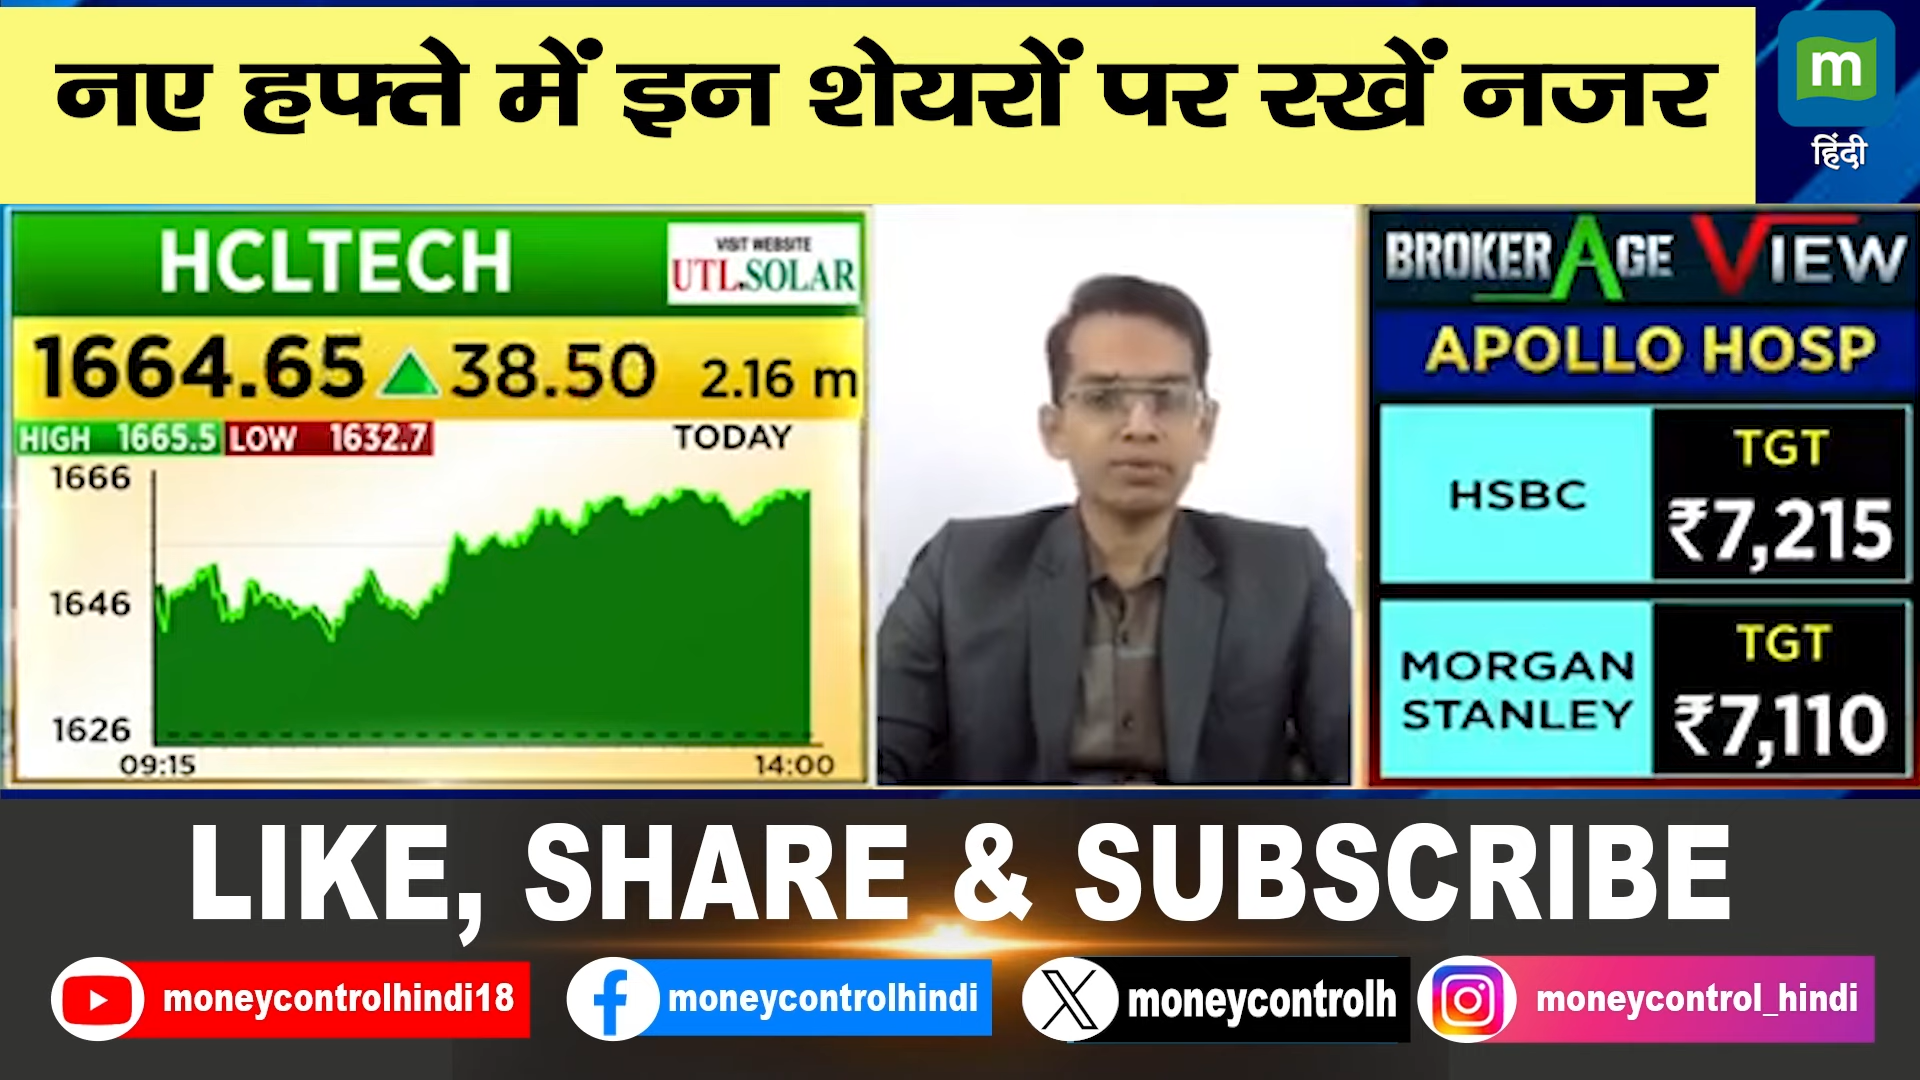 नए हफ्ते में इन शेयरों पर रखें नजर
m
हिंदी
HCLTECH
VISIT WEBSITE
UTL.SOLAR
1664.65 ▲ 38.50 2.16 m
HIGH 1665.5 LOW 1632.7
TODAY
1666
1646
1626
09:15 14:00
BROKERAGE VIEW
APOLLO HOSP
HSBC
TGT
₹7,215
MORGAN
STANLEY
TGT
₹7,110
LIKE, SHARE & SUBSCRIBE
moneycontrolhindi18
moneycontrolhindi
moneycontrolh
moneycontrol_hindi